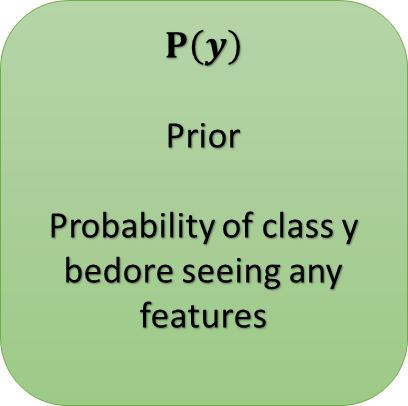 P(y)
Prior
Probability of class y
bedore seeing any
features